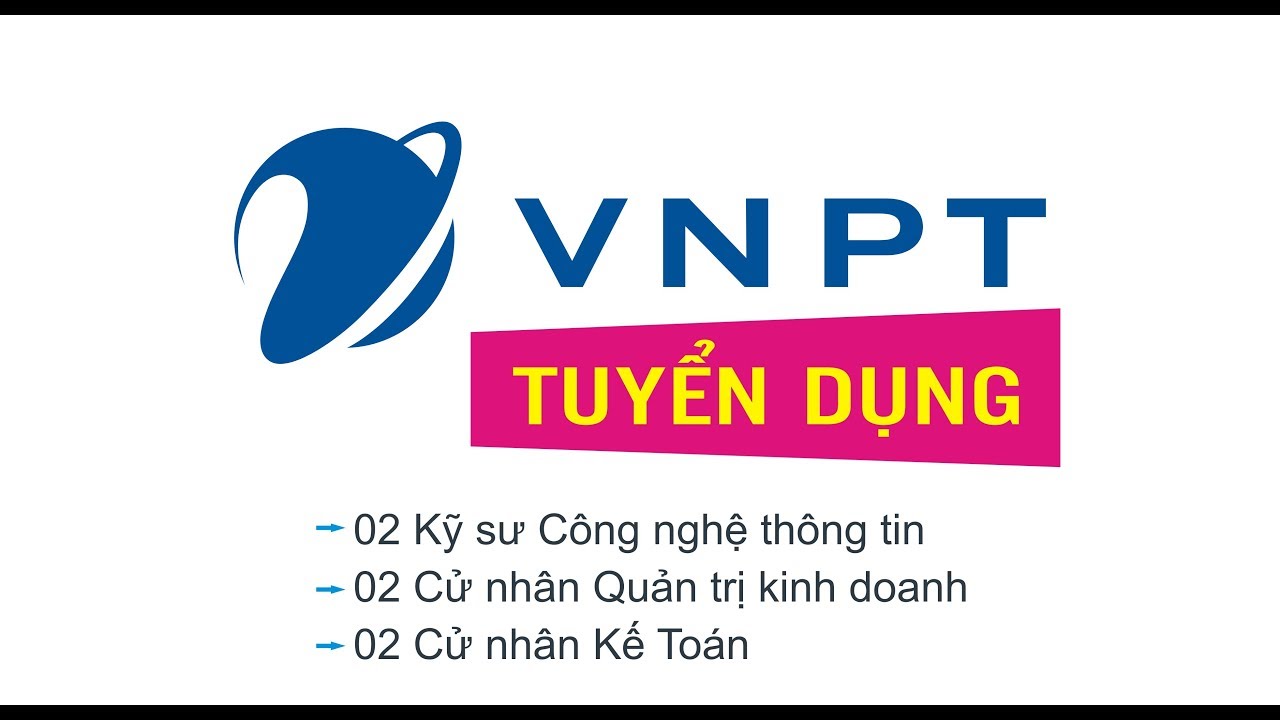 VNPT
TUYỂN DỤNG
02 Kỹ sư Công nghệ thông tin
02 Cử nhân Quản trị kinh doanh
02 Cử nhân Kế Toán